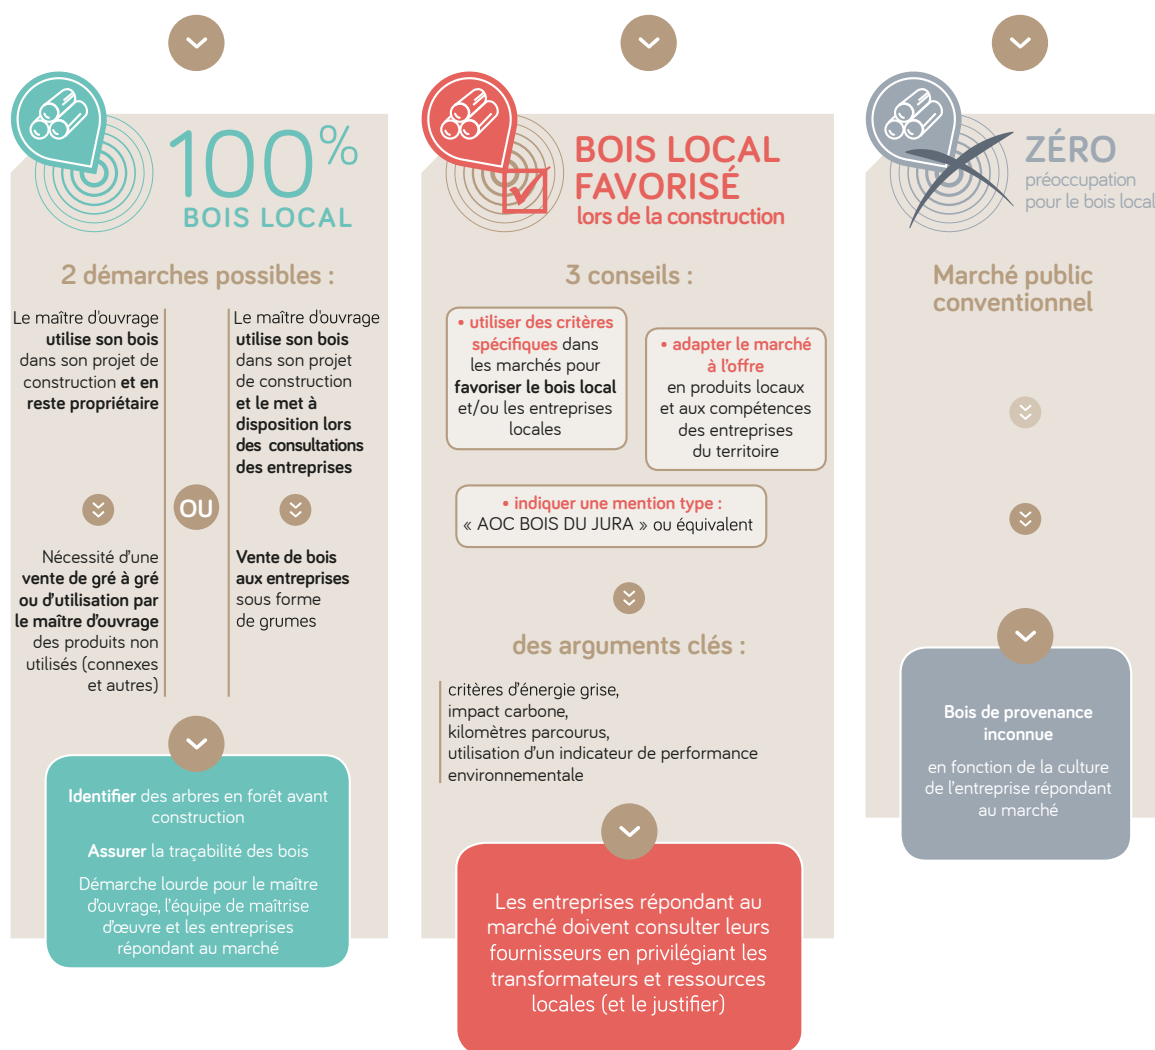 100%
BOIS LOCAL
2 démarches possibles :
Le maître d'ouvrage
utilise son bois
dans son projet de
construction et en
reste propriétaire
Nécessité d'une
vente de gré à gré
ou d'utilisation par
le maître d'ouvrage
des produits non
utilisés (connexes
et autres)
OU
Le maître d'ouvrage
utilise son bois
dans son projet
de construction
et le met à
disposition lors
des consultations
des entreprises
Vente de bois
aux entreprises
sous forme
de grumes
Identifier des arbres en forêt avant
construction
Assurer la traçabilité des bois
Démarche lourde pour le maître
d'ouvrage, l'équipe de maîtrise
d'œuvre et les entreprises
répondant au marché
BOIS LOCAL
FAVORISÉ
lors de la construction
3 conseils :
• utiliser des critères
spécifiques dans
les marchés pour
favoriser le bois local
et/ou les entreprises
locales
• adapter le marché
à l'offre
en produits locaux
et aux compétences
des entreprises
du territoire
• indiquer une mention type :
« AOC BOIS DU JURA » ou équivalent
des arguments clés :
critères d'énergie grise,
impact carbone,
kilomètres parcourus,
utilisation d'un indicateur de performance
environnementale
Les entreprises répondant au
marché doivent consulter leurs
fournisseurs en privilégiant les
transformateurs et ressources
locales (et le justifier)
ZÉRO
préoccupation
pour le bois local
Marché public
conventionnel
Bois de provenance
inconnue
en fonction de la culture
de l'entreprise répondant
au marché